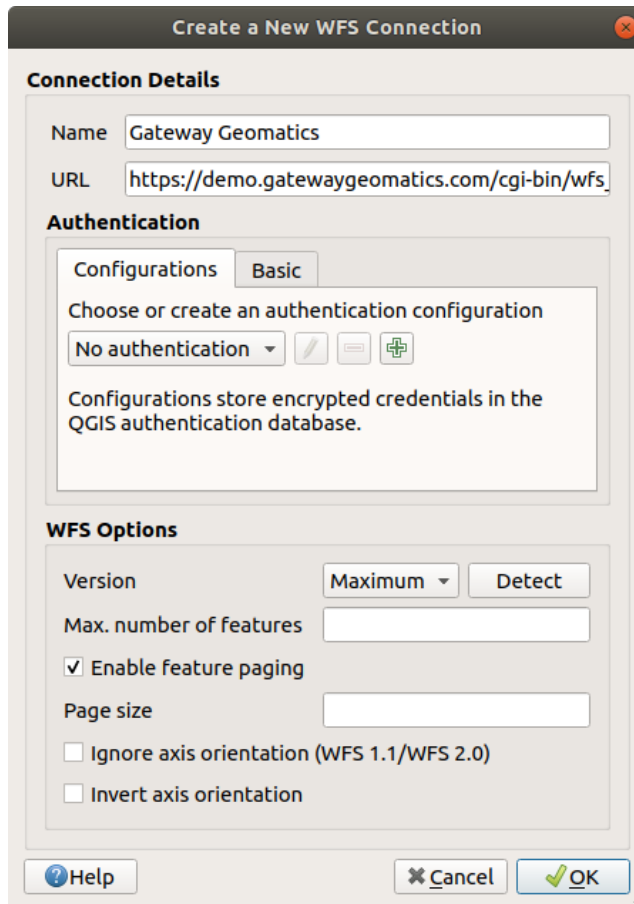 Create a New WFS Connection
Connection Details
Name Gateway Geomatics
URL https://demo.gatewaygeomatics.com/cgi-bin/wfs_
Authentication
Configurations Basic
Choose or create an authentication configuration
No authentication
Configurations store encrypted credentials in the
QGIS authentication database.
WFS Options
Version Maximum Detect
Max. number of features
Enable feature paging
Page size
Ignore axis orientation (WFS 1.1/WFS 2.0)
Invert axis orientation
Help Cancel OK